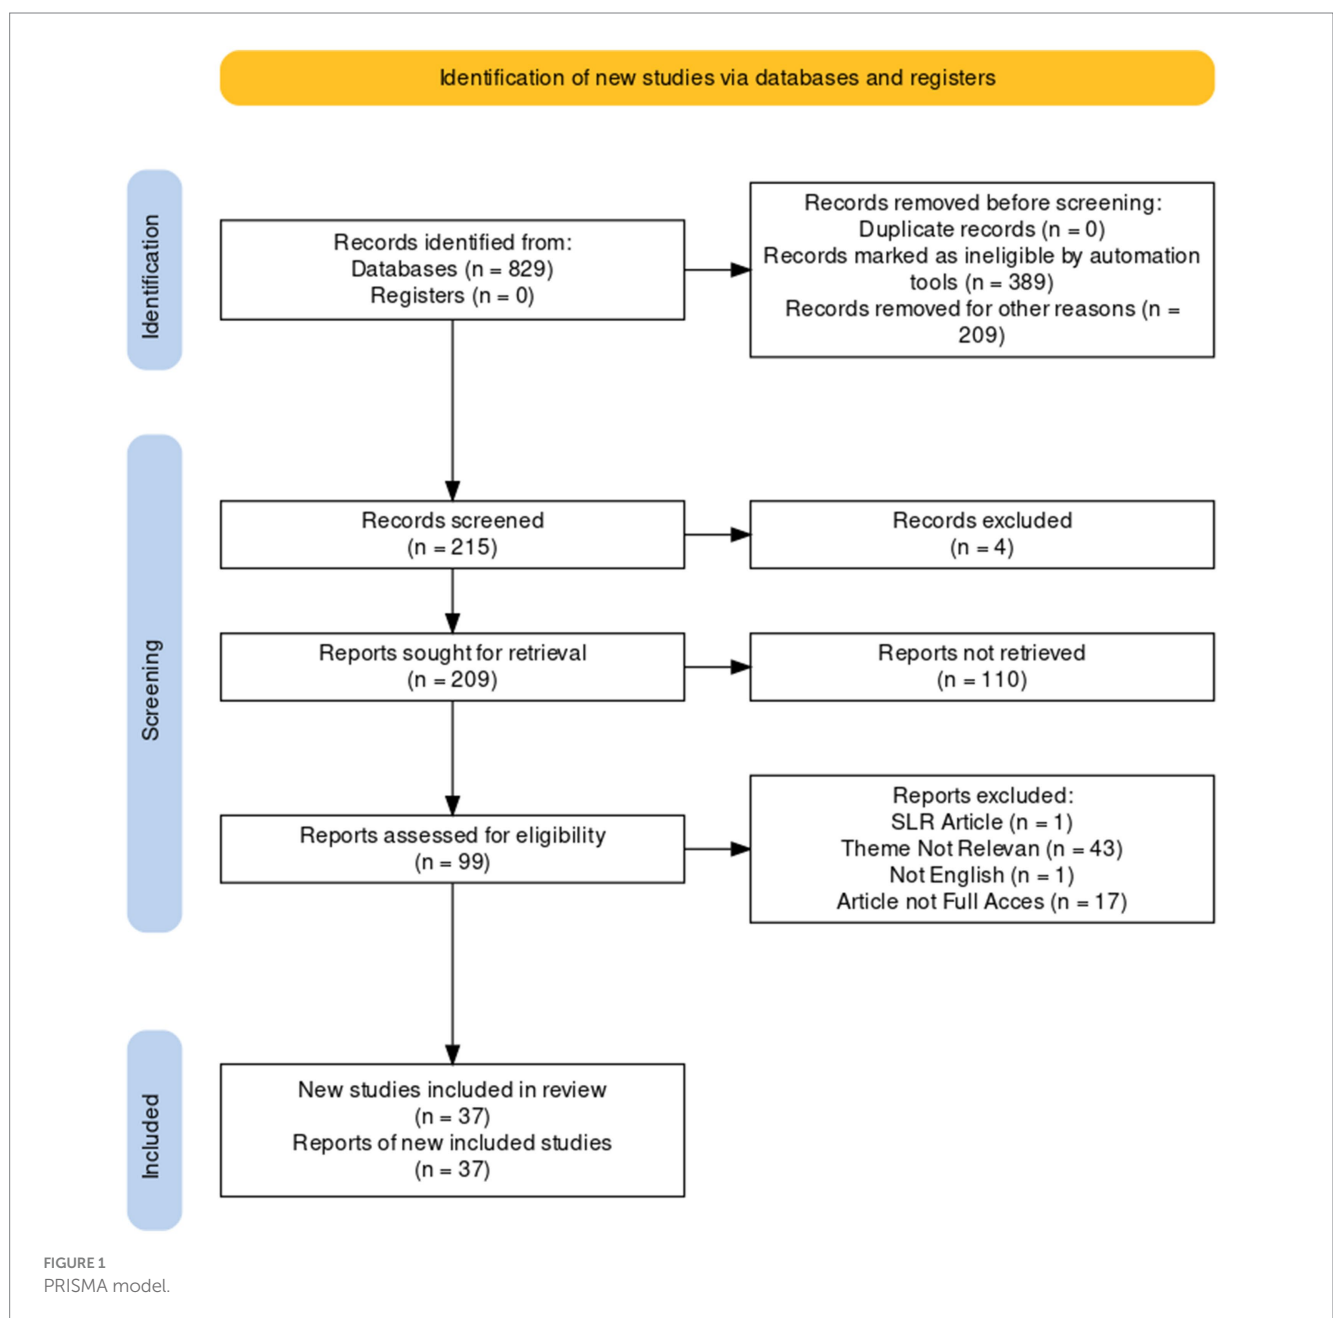 Identification of new studies via databases and registers
Identification
Records identified from:
Databases (n = 829)
Registers (n = 0)
Records removed before screening:
Duplicate records (n = 0)
Records marked as ineligible by automation
tools (n = 389)
Records removed for other reasons (n =
209)
Screening
Records screened
(n = 215)
Records excluded
(n = 4)
Reports sought for retrieval
(n = 209)
Reports not retrieved
(n = 110)
Reports assessed for eligibility
(n = 99)
Reports excluded:
SLR Article (n = 1)
Theme Not Relevan (n = 43)
Not English (n = 1)
Article not Full Acces (n = 17)
Included
New studies included in review
(n = 37)
Reports of new included studies
(n = 37)
FIGURE 1
PRISMA model.